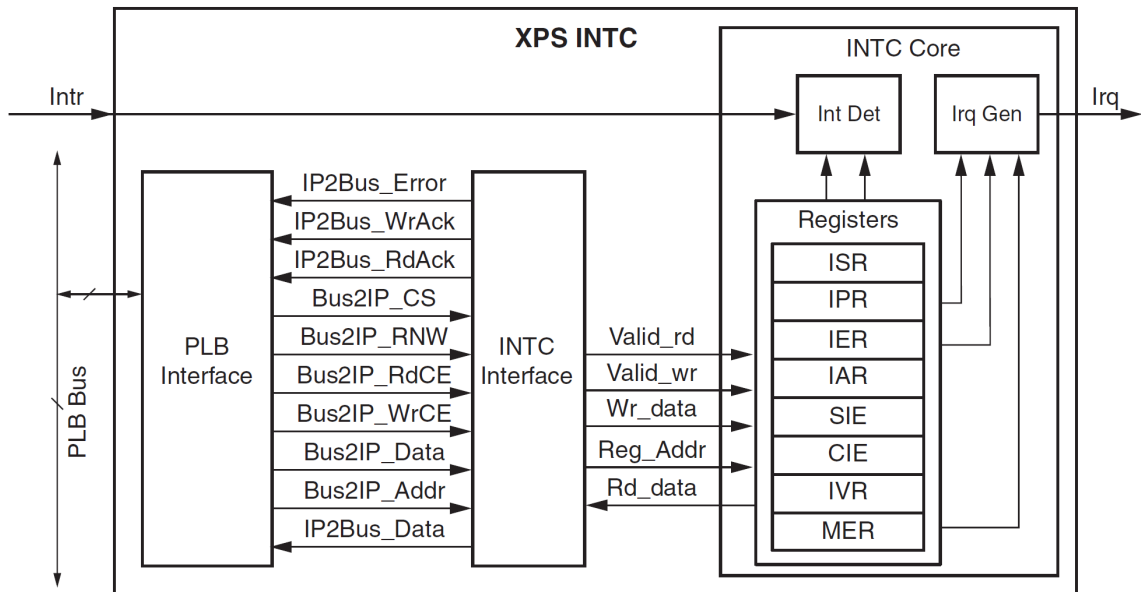 XPS INTC
INTC Core
Intr
Int Det
Irq Gen
Irq
IP2Bus_Error
IP2Bus_WrAck
IP2Bus_RdAck
Bus2IP_CS
Bus2IP_RNW
Bus2IP_RdCE
Bus2IP_WrCE
Bus2IP_Data
Bus2IP_Addr
IP2Bus_Data
PLB Bus
PLB
Interface
INTC
Interface
Valid_rd
Valid_wr
Wr_data
Reg_Addr
Rd_data
Registers
ISR
IPR
IER
IAR
SIE
CIE
IVR
MER